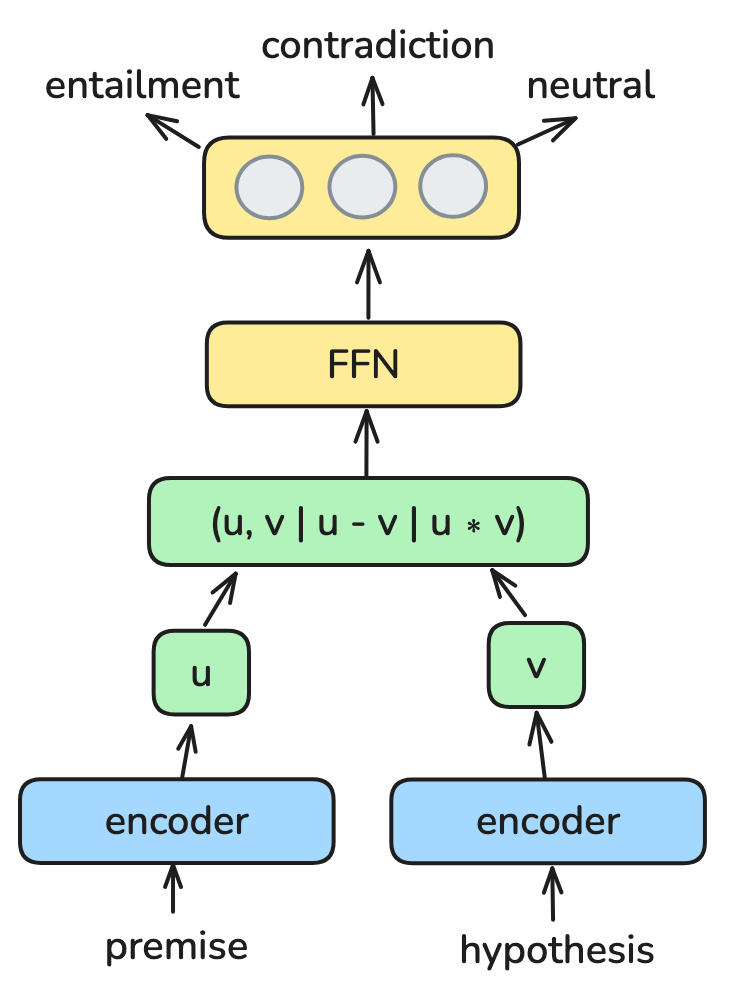 contradiction
entailment
neutral
FFN
(u, v | u - v | u * v)
u
v
encoder
encoder
premise
hypothesis